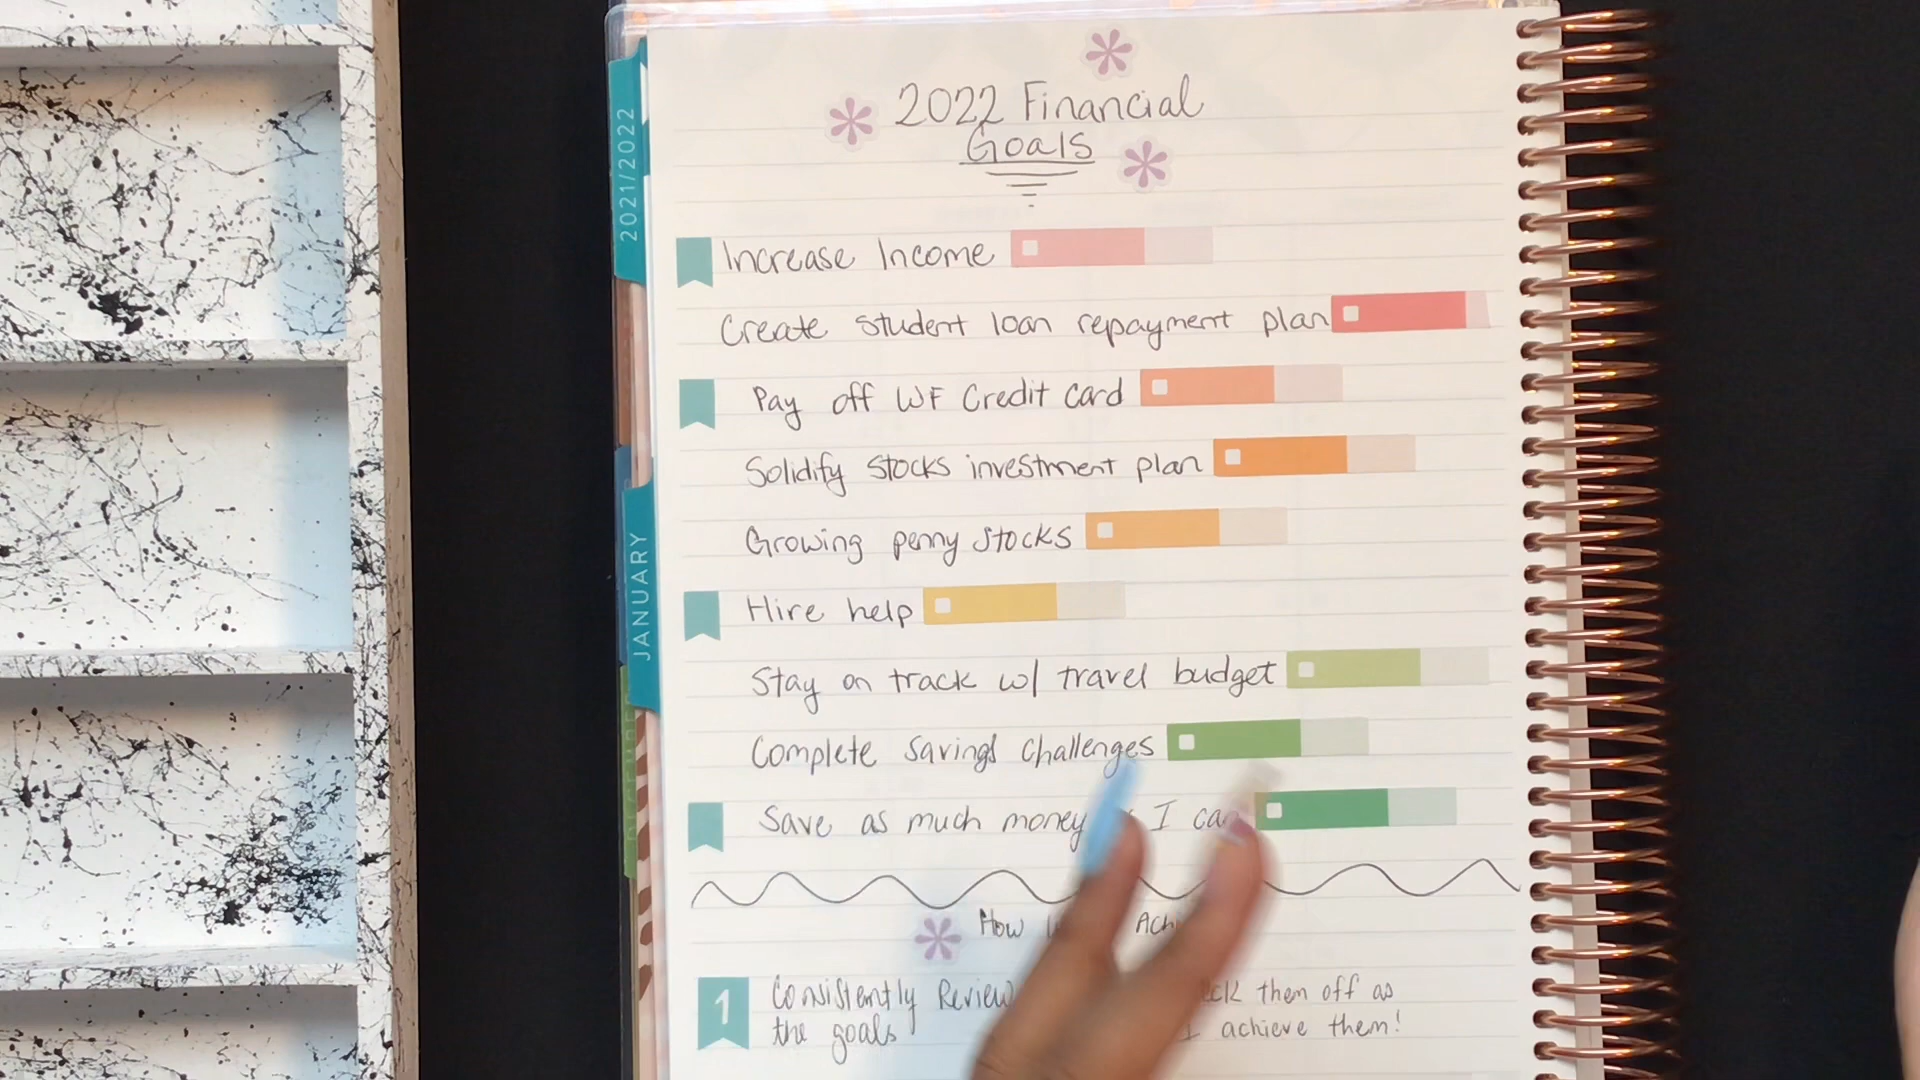 2021/2022
JANUARY
2022 Financial
Goals
Increase Income
Create student loan repayment plan
Pay off WF Credit Card
Solidify Stocks investment plan
Growing penny stocks
Hire help
Stay on track w/ travel budget
Complete Savings Challenges
Save as much money I can
How
1 Consistently Review them off as
the goals I achieve them!